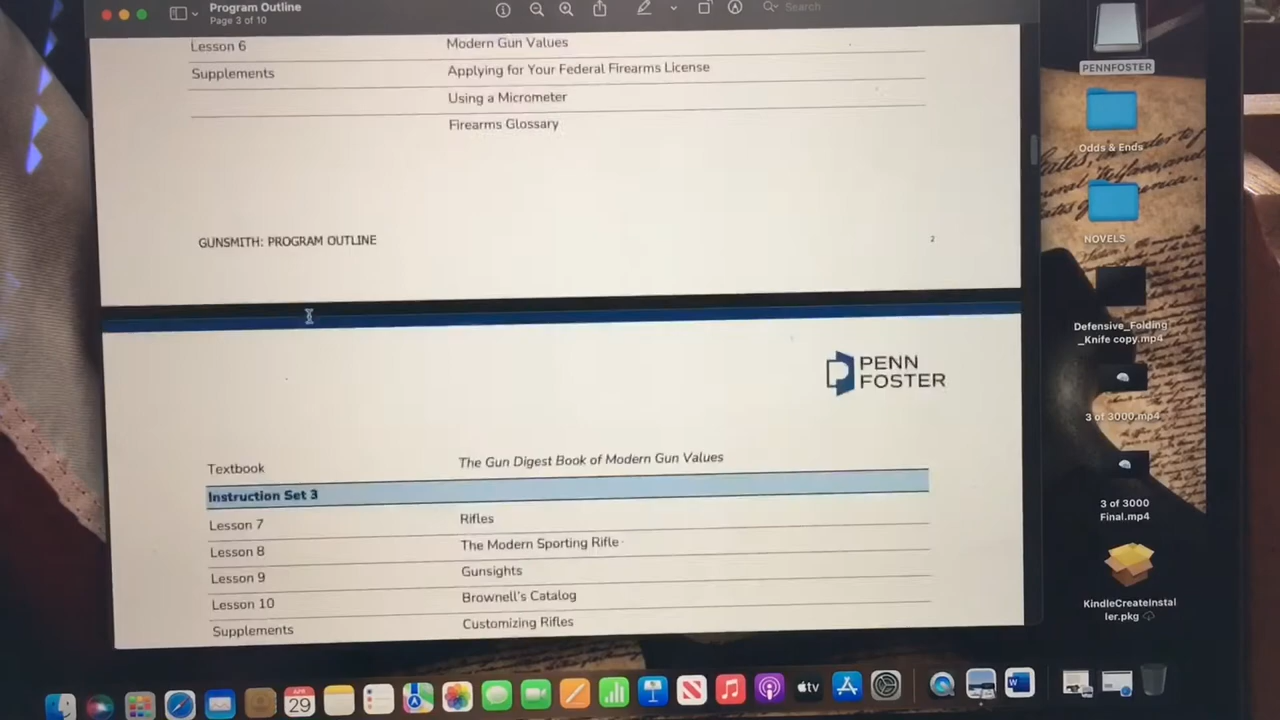 Program Outline
Page 3 of 10
Search
Lesson 6 Modern Gun Values
Supplements Applying for Your Federal Firearms License
Using a Micrometer
Firearms Glossary
GUNSMITH: PROGRAM OUTLINE 2
PENN
FOSTER
Textbook The Gun Digest Book of Modern Gun Values
Instruction Set 3
Lesson 7 Rifles
Lesson 8 The Modern Sporting Rifle
Lesson 9 Gunsights
Lesson 10 Brownell's Catalog
Supplements Customizing Rifles
PENNFOSTER
Odds & Ends
NOVELS
Defensive_Folding
_Knife copy.mp4
3 of 3000.mp4
3 of 3000
Final.mp4
KindleCreateInstal
ler.pkg
APR
29
tv
W